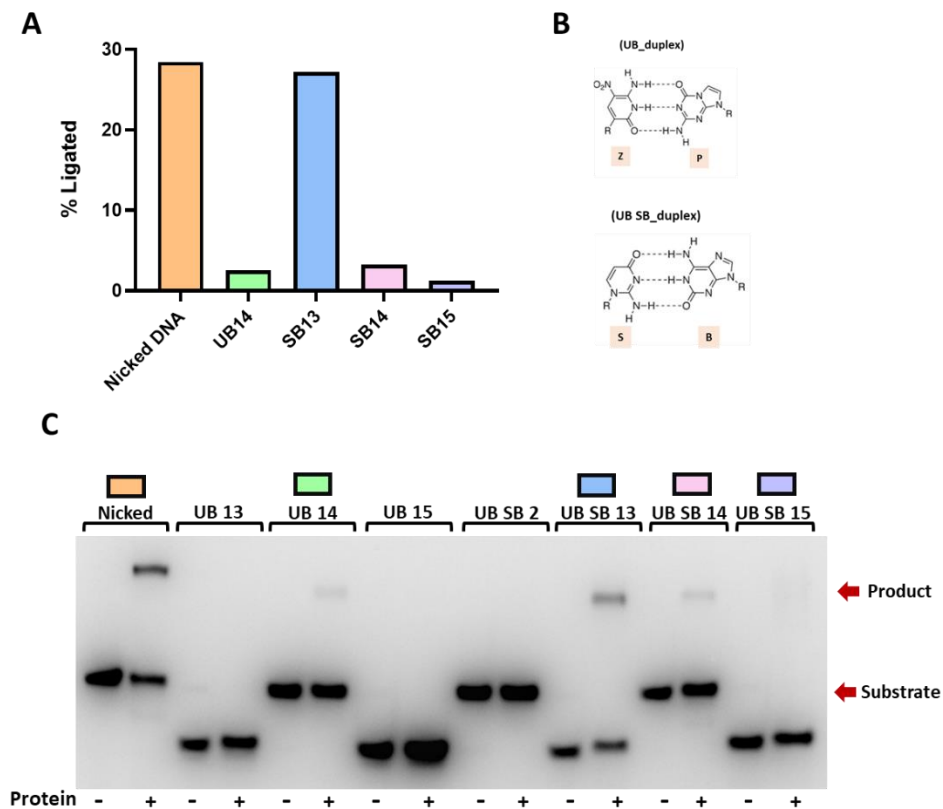 A
30
20
10
0
% Ligated
Nicked DNA
UB14
SB13
SB14
SB15
B
(UB_duplex)
H
O₂N
N
H
O
N
H
N
N
N
N
R
R
O
H
N
H
Z
P
(UB SB_duplex)
H
O
H
N
N
N
H
N
N
N
R
R
N
N
H
O
H
S
B
C
Nicked
UB 13
UB 14
UB 15
UB SB 2
UB SB 13
UB SB 14
UB SB 15
Product
Substrate
Protein - + - + - + - + - + - + - + - +